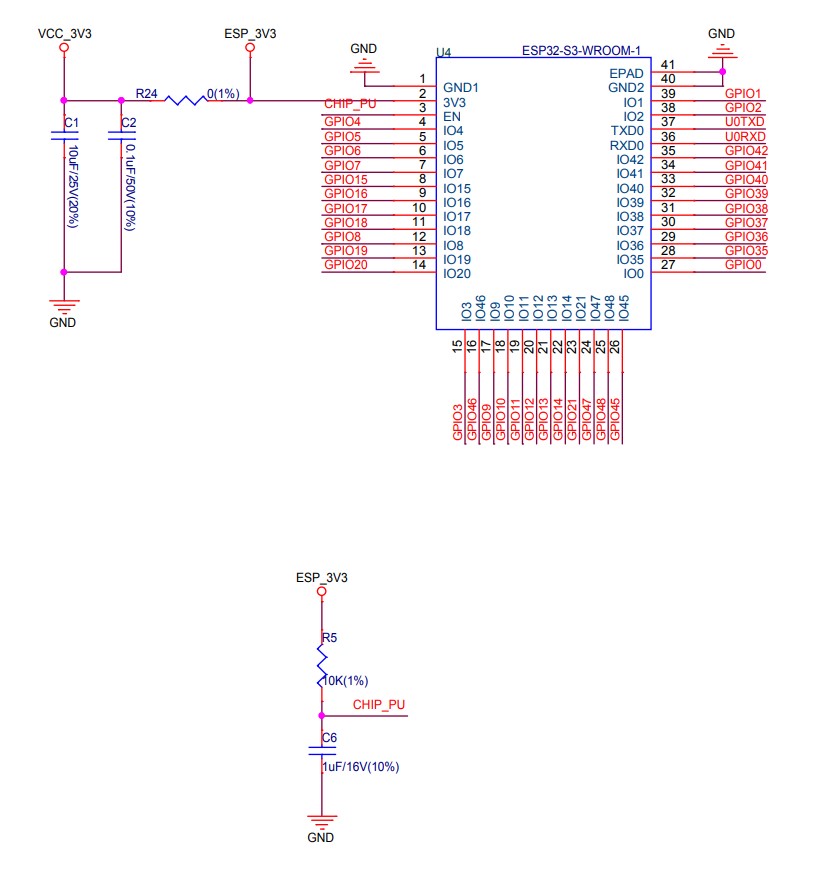 VCC_3V3
ESP_3V3
GND
GND
U4
ESP32-S3-WROOM-1
R24
0(1%)
C1
10uF/25V(20%)
C2
0.1uF/50V(10%)
GND
1
GND1
2
3V3
CHIP_PU
3
EN
GPIO4
4
IO4
GPIO5
5
IO5
GPIO6
6
IO6
GPIO7
7
IO7
GPIO15
8
IO15
GPIO16
9
IO16
GPIO17
10
IO17
GPIO18
11
IO18
GPIO8
12
IO8
GPIO19
13
IO19
GPIO20
14
IO20
EPAD
41
GND2
40
IO1
39
GPIO1
IO2
38
GPIO2
TXD0
37
U0TXD
RXD0
36
U0RXD
IO42
35
GPIO42
IO41
34
GPIO41
IO40
33
GPIO40
IO39
32
GPIO39
IO38
31
GPIO38
IO37
30
GPIO37
IO36
29
GPIO36
IO35
28
GPIO35
IO0
27
GPIO0
IO3
15
GPIO3
IO46
16
GPIO46
IO9
17
GPIO9
IO10
18
GPIO10
IO11
19
GPIO11
IO12
20
GPIO12
IO13
21
GPIO13
IO14
22
GPIO14
IO21
23
GPIO21
IO47
24
GPIO47
IO48
25
GPIO48
IO45
26
GPIO45
ESP_3V3
R5
10K(1%)
CHIP_PU
C6
1uF/16V(10%)
GND